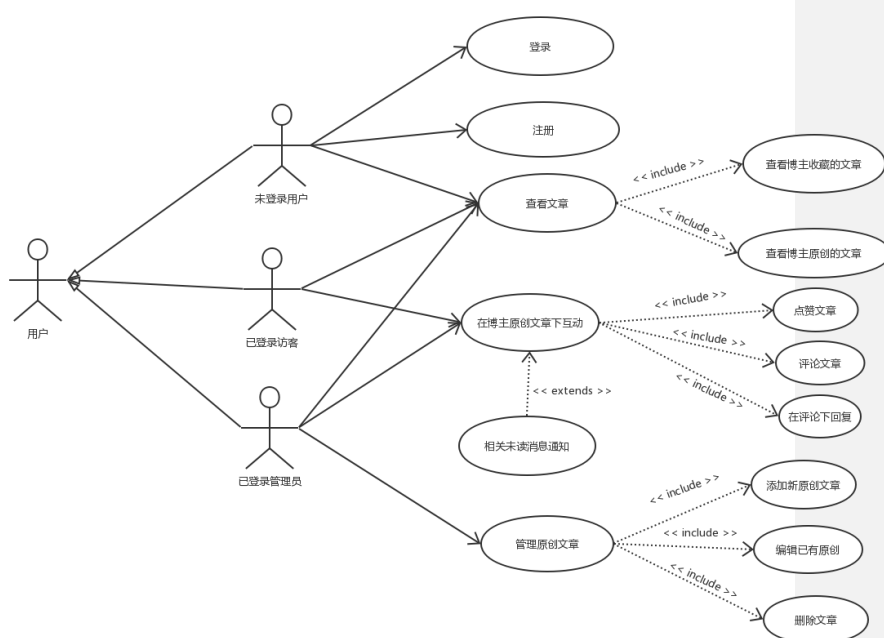 登录
注册
未登录用户
查看文章
<< include >>
查看博主收藏的文章
<< include >>
查看博主原创的文章
用户
已登录访客
在博主原创文章下互动
<< include >>
点赞文章
<< include >>
评论文章
<< include >>
在评论下回复
<< extends >>
相关未读消息通知
已登录管理员
管理原创文章
<< include >>
添加新原创文章
<< include >>
编辑已有原创
<< include >>
删除文章